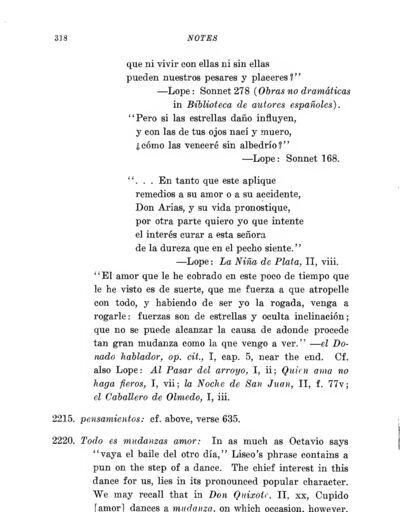 318 NOTES
que ni vivir con ellas ni sin ellas
pueden nuestros pesares y placeres?"
—Lope: Sonnet 278 (Obras no dramáticas
in Biblioteca de autores españoles).
"Pero si las estrellas daño influyen,
y con las de tus ojos nací y muero,
¿cómo las venceré sin albedrío?"
—Lope: Sonnet 168.
". . . En tanto que este aplique
remedios a su amor o a su accidente,
Don Arias, y su vida pronostique,
por otra parte quiero yo que intente
el interés curar a esta señora
de la dureza que en el pecho siente."
—Lope: La Niña de Plata, II, viii.
"El amor que le he cobrado en este poco de tiempo que
le he visto es de suerte, que me fuerza a que atropelle
con todo, y habiendo de ser yo la rogada, venga a
rogarle: fuerzas son de estrellas y oculta inclinación;
que no se puede alcanzar la causa de adonde procede
tan gran mudanza como la que vengo a ver." —el Do-
nado hablador, op. cit., I, cap. 5, near the end. Cf.
also Lope: Al Pasar del arroyo, I, ii; Quien ama no
haga fieros, I, vii; la Noche de San Juan, II, f. 77v;
el Caballero de Olmedo, I, iii.
2215. pensamientos: cf. above, verse 635.
2220. Todo es mudanzas amor: In as much as Octavio says
"vaya el baile del otro día," Lisco's phrase contains a
pun on the step of a dance. The chief interest in this
dance for us, lies in its pronounced popular character.
We may recall that in Don Quixote, II, xx, Cupido
[amor] dances a mudanza, on which occasion, however,